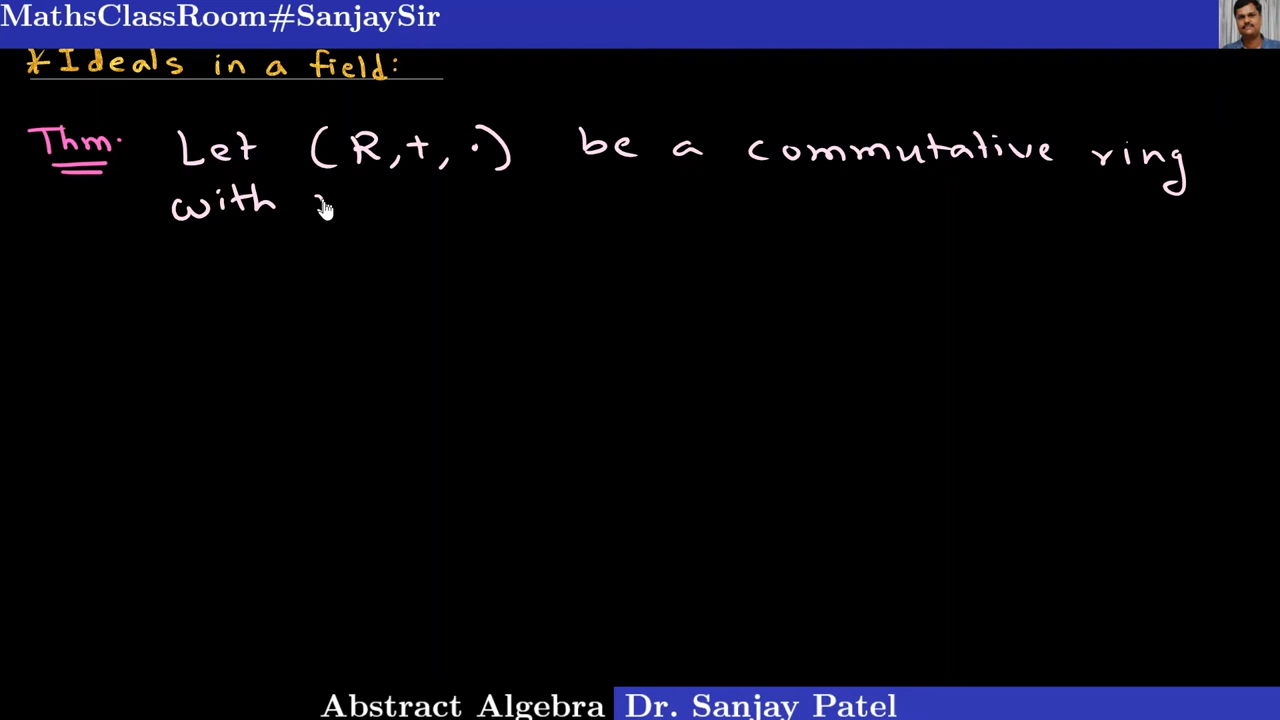 MathsClassRoom#SanjaySir
*Ideals in a field:
Thm. Let (R,+,·) be a commutative ring
with
Abstract Algebra Dr. Sanjay Patel